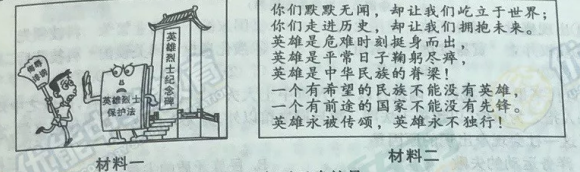 侮辱
诽谤
英雄烈士
保护法
英雄烈士纪念碑
材料一
你们默默无闻，却让我们屹立于世界；
你们走进历史，却让我们拥抱未来。
英雄是危难时刻挺身而出，
英雄是平常日子鞠躬尽瘁，
英雄是中华民族的脊梁！
一个有希望的民族不能没有英雄，
一个有前途的国家不能没有先锋。
英雄永被传颂，英雄永不独行！
材料二